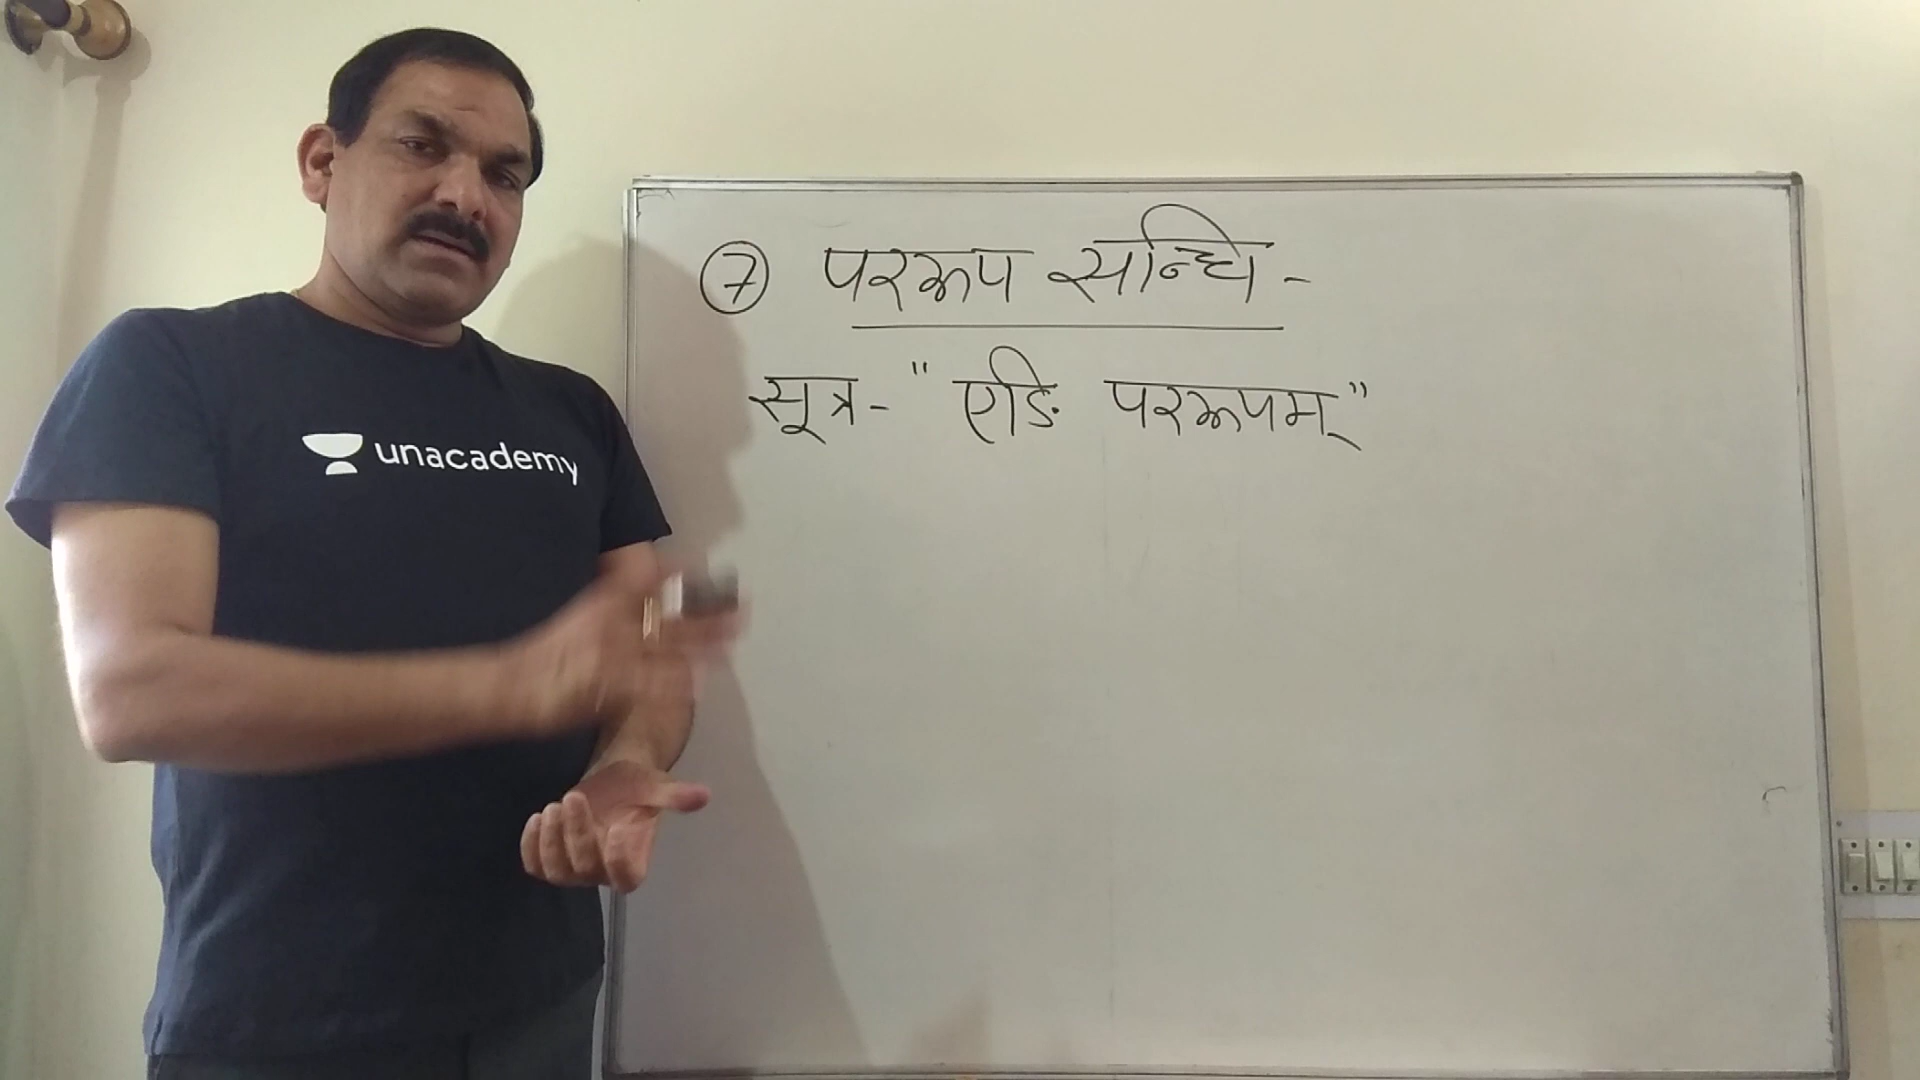 unacademy
7 पररूप सन्धि -
सूत्र - " एङि पररूपम् "